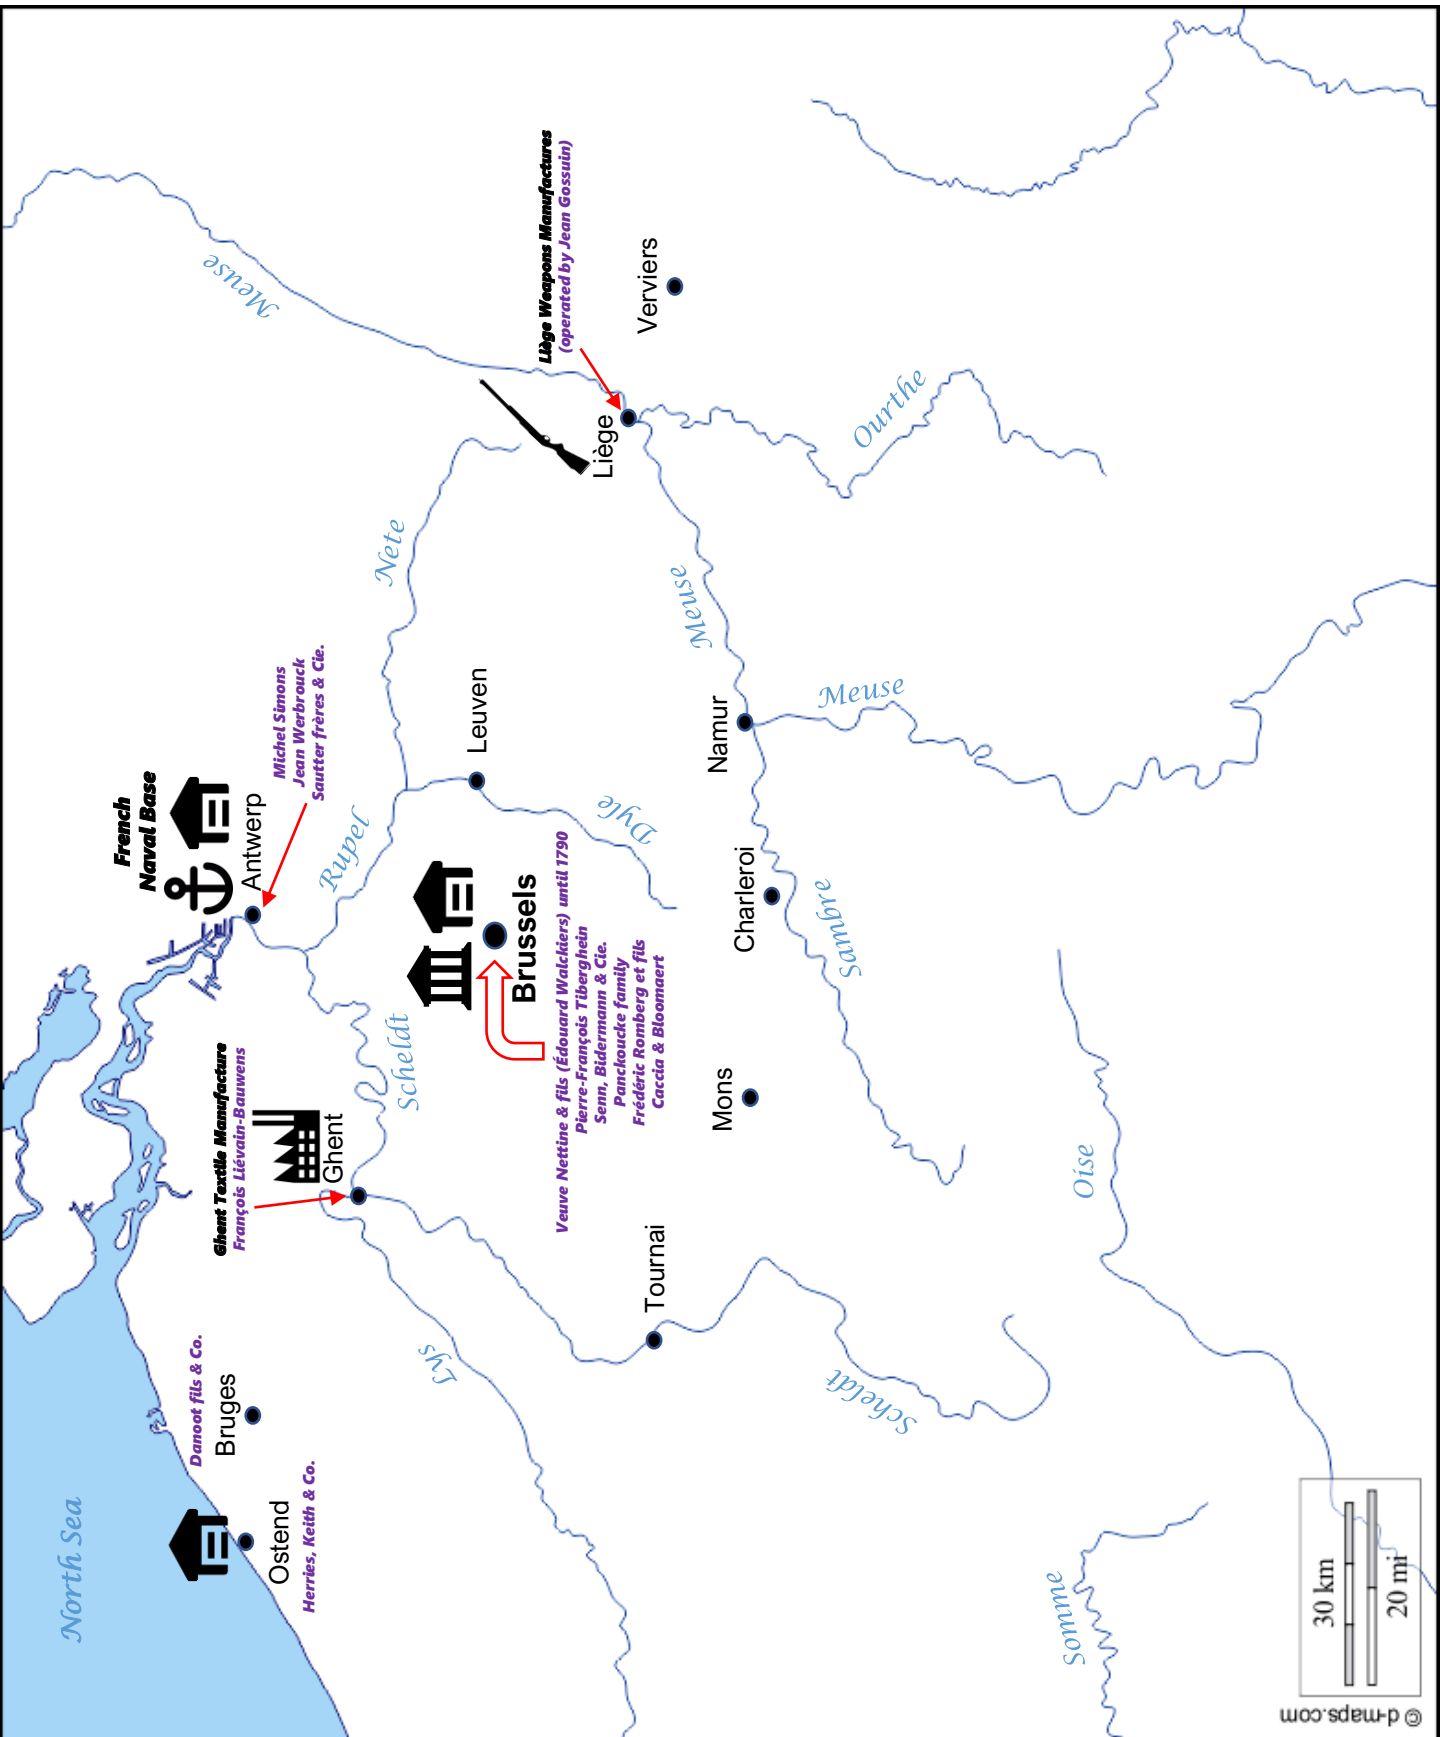 North Sea
Ostend
Herries, Keith & Co.
Danoot fils & Co.
Bruges
Ghent Textile Manufacture
François Liévain-Bauwens
Ghent
French
Naval Base
Antwerp
Michel Simons
Jean Werbrouck
Sautter frères & Cie.
Meuse
Nete
Rupel
Scheldt
Lys
Leuven
Dyle
Brussels
Veuve Nettine & fils (Édouard Walckiers) until 1790
Pierre-François Tiberghein
Senn, Bidermann & Cie.
Panckoucke family
Frédéric Romberg et fils
Caccia & Bloomaert
Liège Weapons Manufactures
(operated by Jean Gossuin)
Liège
Verviers
Ourthe
Meuse
Namur
Meuse
Charleroi
Sambre
Mons
Tournai
Scheldt
Oise
Somme
30 km
20 mi
© d-maps.com